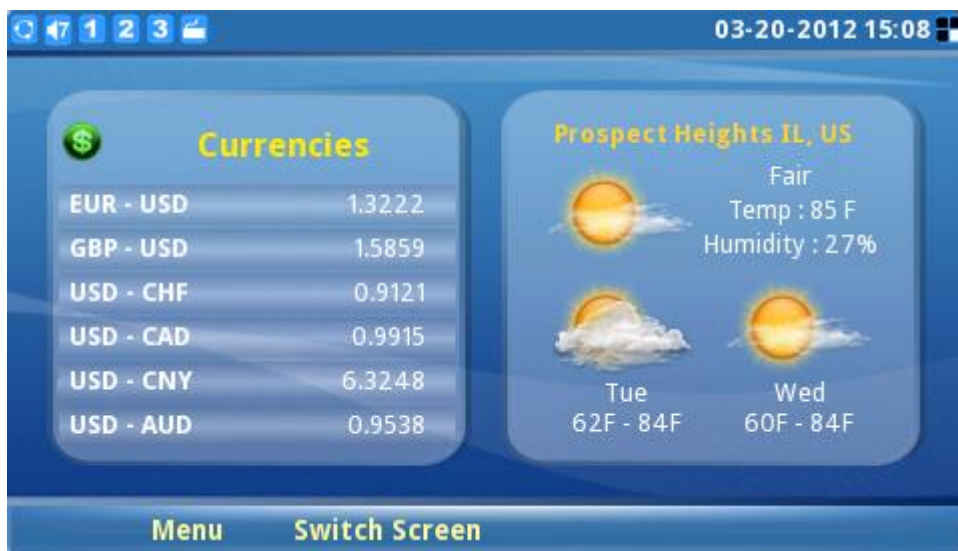 7 1 2 3 03-20-2012 15:08
Currencies
EUR - USD 1.3222
GBP - USD 1.5859
USD - CHF 0.9121
USD - CAD 0.9915
USD - CNY 6.3248
USD - AUD 0.9538
Prospect Heights IL, US
Fair
Temp : 85 F
Humidity : 27%
Tue
62F - 84F
Wed
60F - 84F
Menu Switch Screen